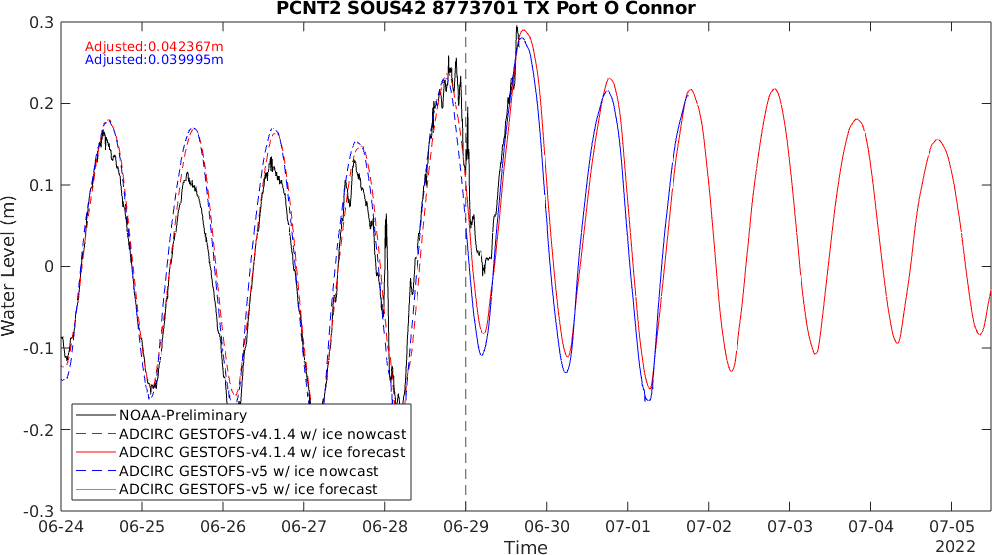 PCNT2 SOUS42 8773701 TX Port O Connor
Adjusted:0.042367m
Adjusted:0.039995m
0.3
0.2
0.1
0
-0.1
-0.2
-0.3
Water Level (m)
NOAA-Preliminary
ADCIRC GESTOFS-v4.1.4 w/ ice nowcast
ADCIRC GESTOFS-v4.1.4 w/ ice forecast
ADCIRC GESTOFS-v5 w/ ice nowcast
ADCIRC GESTOFS-v5 w/ ice forecast
06-24 06-25 06-26 06-27 06-28 06-29 06-30 07-01 07-02 07-03 07-04 07-05
Time
2022